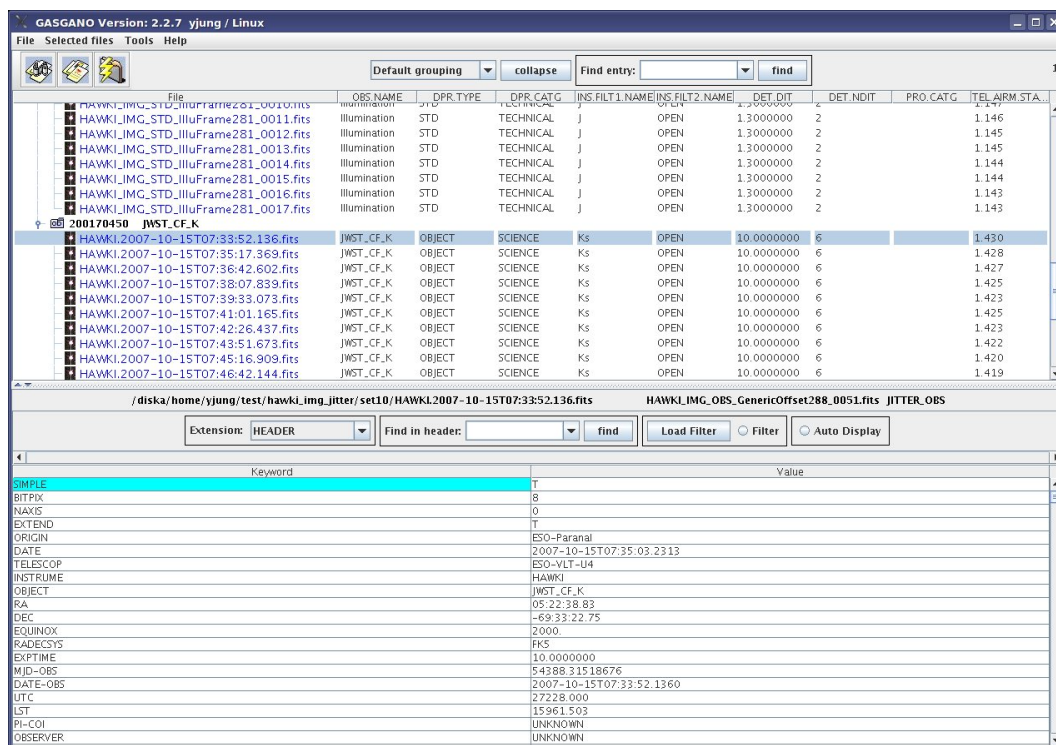 GASGANO Version: 2.2.7 yjung / Linux
File Selected files Tools Help
Default grouping collapse Find entry: find
File OBS.NAME DPR.TYPE DPR.CATG INS.FILT1.NAME INS.FILT2.NAME DET.DIT DET.NDIT PRO.CATG TEL.AIRM.STA...
HAWKI_IMG_STD_IlluFrame281_0010.fits Illumination STD TECHNICAL J OPEN 1.3000000 2 1.147
HAWKI_IMG_STD_IlluFrame281_0011.fits Illumination STD TECHNICAL J OPEN 1.3000000 2 1.146
HAWKI_IMG_STD_IlluFrame281_0012.fits Illumination STD TECHNICAL J OPEN 1.3000000 2 1.145
HAWKI_IMG_STD_IlluFrame281_0013.fits Illumination STD TECHNICAL J OPEN 1.3000000 2 1.145
HAWKI_IMG_STD_IlluFrame281_0014.fits Illumination STD TECHNICAL J OPEN 1.3000000 2 1.144
HAWKI_IMG_STD_IlluFrame281_0015.fits Illumination STD TECHNICAL J OPEN 1.3000000 2 1.144
HAWKI_IMG_STD_IlluFrame281_0016.fits Illumination STD TECHNICAL J OPEN 1.3000000 2 1.143
HAWKI_IMG_STD_IlluFrame281_0017.fits Illumination STD TECHNICAL J OPEN 1.3000000 2 1.143
200170450 JWST_CF_K
HAWKI.2007-10-15T07:33:52.136.fits JWST_CF_K OBJECT SCIENCE Ks OPEN 10.0000000 6 1.430
HAWKI.2007-10-15T07:35:17.369.fits JWST_CF_K OBJECT SCIENCE Ks OPEN 10.0000000 6 1.428
HAWKI.2007-10-15T07:36:42.602.fits JWST_CF_K OBJECT SCIENCE Ks OPEN 10.0000000 6 1.427
HAWKI.2007-10-15T07:38:07.839.fits JWST_CF_K OBJECT SCIENCE Ks OPEN 10.0000000 6 1.425
HAWKI.2007-10-15T07:39:33.073.fits JWST_CF_K OBJECT SCIENCE Ks OPEN 10.0000000 6 1.423
HAWKI.2007-10-15T07:41:01.165.fits JWST_CF_K OBJECT SCIENCE Ks OPEN 10.0000000 6 1.425
HAWKI.2007-10-15T07:42:26.437.fits JWST_CF_K OBJECT SCIENCE Ks OPEN 10.0000000 6 1.423
HAWKI.2007-10-15T07:43:51.673.fits JWST_CF_K OBJECT SCIENCE Ks OPEN 10.0000000 6 1.422
HAWKI.2007-10-15T07:45:16.909.fits JWST_CF_K OBJECT SCIENCE Ks OPEN 10.0000000 6 1.420
HAWKI.2007-10-15T07:46:42.144.fits JWST_CF_K OBJECT SCIENCE Ks OPEN 10.0000000 6 1.419
/diska/home/yjung/test/hawki_img_jitter/set10/HAWKI.2007-10-15T07:33:52.136.fits HAWKI_IMG_OBS_GenericOffset288_0051.fits JITTER_OBS
Extension: HEADER Find in header: find Load Filter Filter Auto Display
Keyword Value
SIMPLE T
BITPIX 8
NAXIS 0
EXTEND T
ORIGIN ESO-Paranal
DATE 2007-10-15T07:35:03.2313
TELESCOP ESO-VLT-U4
INSTRUME HAWKI
OBJECT JWST_CF_K
RA 05:22:38.83
DEC -69:33:22.75
EQUINOX 2000.
RADECSYS FK5
EXPTIME 10.0000000
MJD-OBS 54388.31518676
DATE-OBS 2007-10-15T07:33:52.1360
UTC 27228.000
LST 15961.503
PI-COI UNKNOWN
OBSERVER UNKNOWN